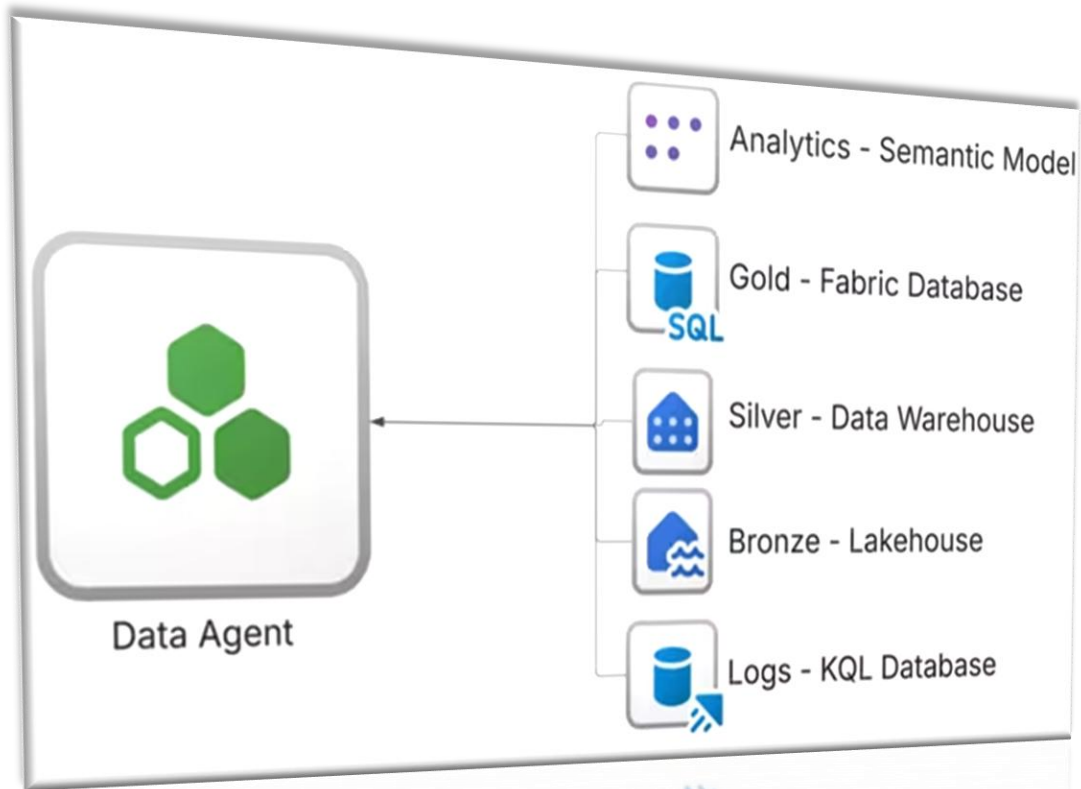 Analytics - Semantic Model
Gold - Fabric Database
SQL
Silver - Data Warehouse
Bronze - Lakehouse
Logs - KQL Database
Data Agent